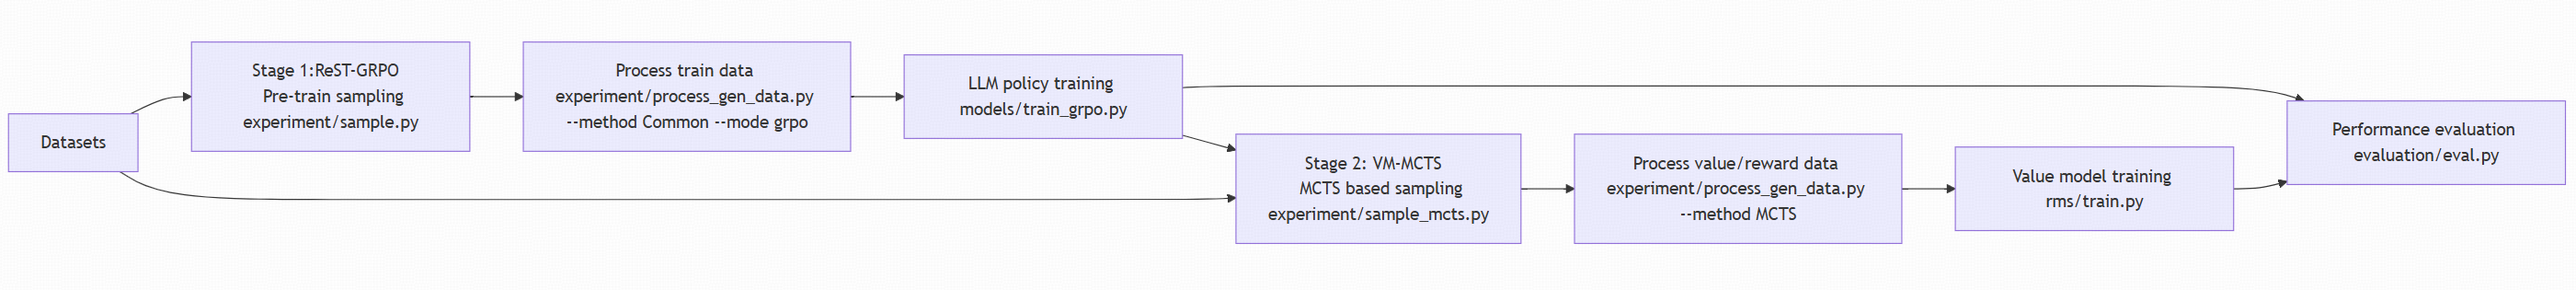 Datasets
Stage 1:ReST-GRPO
Pre-train sampling
experiment/sample.py
Process train data
experiment/process_gen_data.py
--method Common --mode grpo
LLM policy training
models/train_grpo.py
Stage 2: VM-MCTS
MCTS based sampling
experiment/sample_mcts.py
Process value/reward data
experiment/process_gen_data.py
--method MCTS
Value model training
rms/train.py
Performance evaluation
evaluation/eval.py